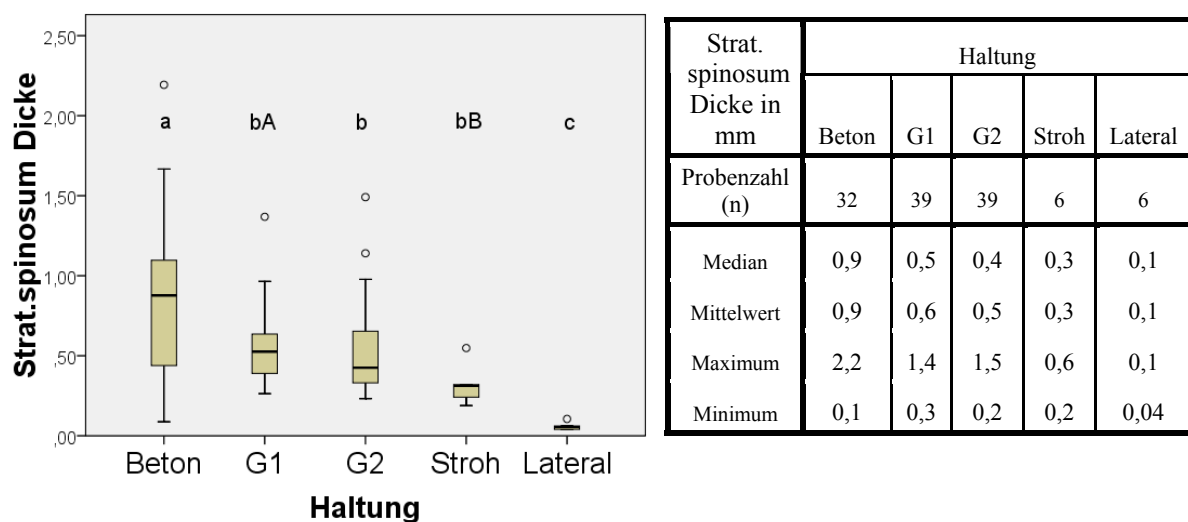 2,50
2,00
1,50
1,00
,50
,00
Strat.spinosum Dicke
a bA b bB c
Beton G1 G2 Stroh Lateral
Haltung
Strat.
spinosum
Dicke in
mm
Haltung
Beton G1 G2 Stroh Lateral
Probenzahl
(n)
32 39 39 6 6
Median 0,9 0,5 0,4 0,3 0,1
Mittelwert 0,9 0,6 0,5 0,3 0,1
Maximum 2,2 1,4 1,5 0,6 0,1
Minimum 0,1 0,3 0,2 0,2 0,04